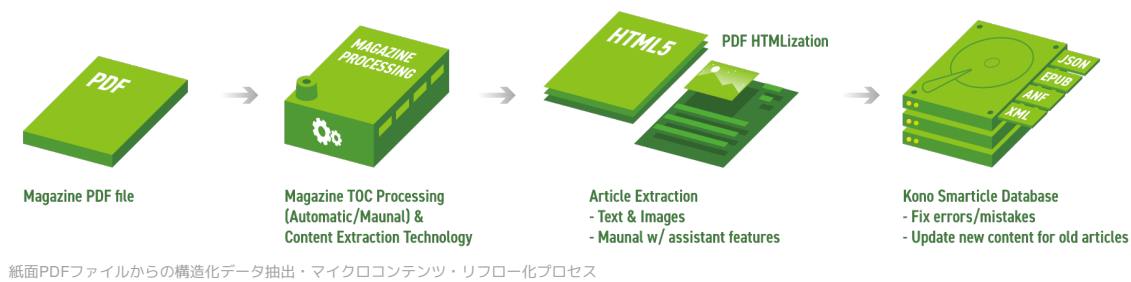 PDF
Magazine PDF file
MAGAZINE
PROCESSING
Magazine TOC Processing
(Automatic/Maunal) &
Content Extraction Technology
HTML5
PDF HTMLization
Article Extraction
- Text & Images
- Maunal w/ assistant features
JSON
EPUB
ANF
XML
Kono Smarticle Database
- Fix errors/mistakes
- Update new content for old articles
紙面PDFファイルからの構造化データ抽出・マイクロコンテンツ・リフロー化プロセス